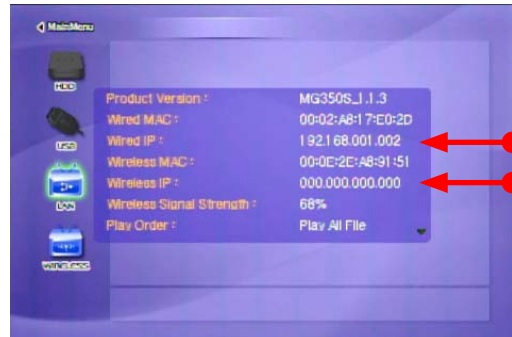 MainMenu
HDD
USB
LAN
WIRELESS
Product Version :
MG350S_1.1.3
Wired MAC :
00:02:A8:17:E0:2D
Wired IP :
192.168.001.002
Wireless MAC :
00:0E:2E:A8:91:51
Wireless IP :
000.000.000.000
Wireless Signal Strength :
68%
Play Order :
Play All File